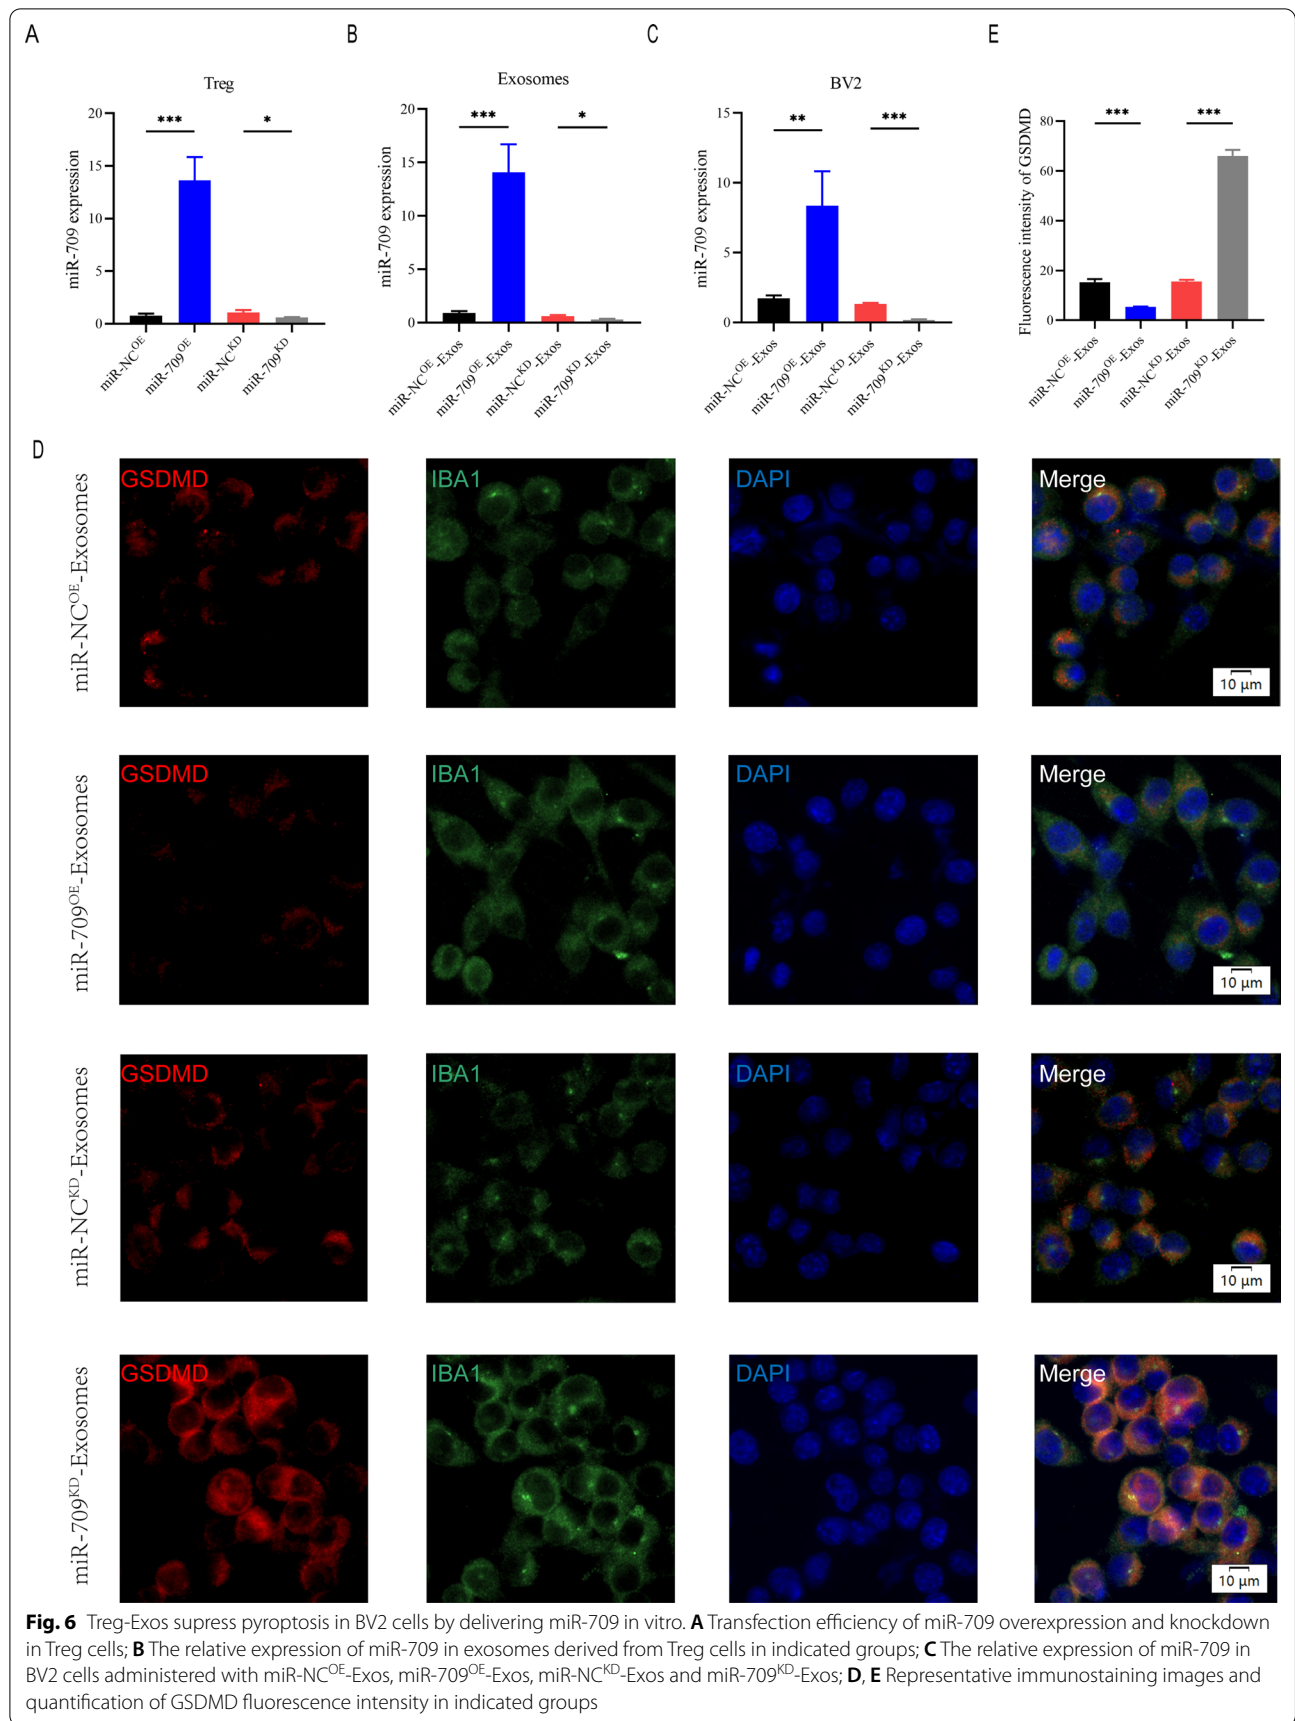 A
B
C
E
Treg
***
*
20
15
10
5
0
miR-709 expression
miR-NC^OE
miR-709^OE
miR-NC^KD
miR-709^KD
Exosomes
***
*
20
15
10
5
0
miR-709 expression
miR-NC^OE-Exos
miR-709^OE-Exos
miR-NC^KD-Exos
miR-709^KD-Exos
BV2
**
***
15
10
5
0
miR-709 expression
miR-NC^OE-Exos
miR-709^OE-Exos
miR-NC^KD-Exos
miR-709^KD-Exos
***
***
80
60
40
20
0
Fluorescence intensity of GSDMD
miR-NC^OE-Exos
miR-709^OE-Exos
miR-NC^KD-Exos
miR-709^KD-Exos
D
miR-NC^OE-Exosomes
GSDMD
IBA1
DAPI
Merge
10 µm
miR-709^OE-Exosomes
GSDMD
IBA1
DAPI
Merge
10 µm
miR-NC^KD-Exosomes
GSDMD
IBA1
DAPI
Merge
10 µm
miR-709^KD-Exosomes
GSDMD
IBA1
DAPI
Merge
10 µm
Fig. 6 Treg-Exos supress pyroptosis in BV2 cells by delivering miR-709 in vitro. A Transfection efficiency of miR-709 overexpression and knockdown
in Treg cells; B The relative expression of miR-709 in exosomes derived from Treg cells in indicated groups; C The relative expression of miR-709 in
BV2 cells administered with miR-NC^OE-Exos, miR-709^OE-Exos, miR-NC^KD-Exos and miR-709^KD-Exos; D, E Representative immunostaining images and
quantification of GSDMD fluorescence intensity in indicated groups